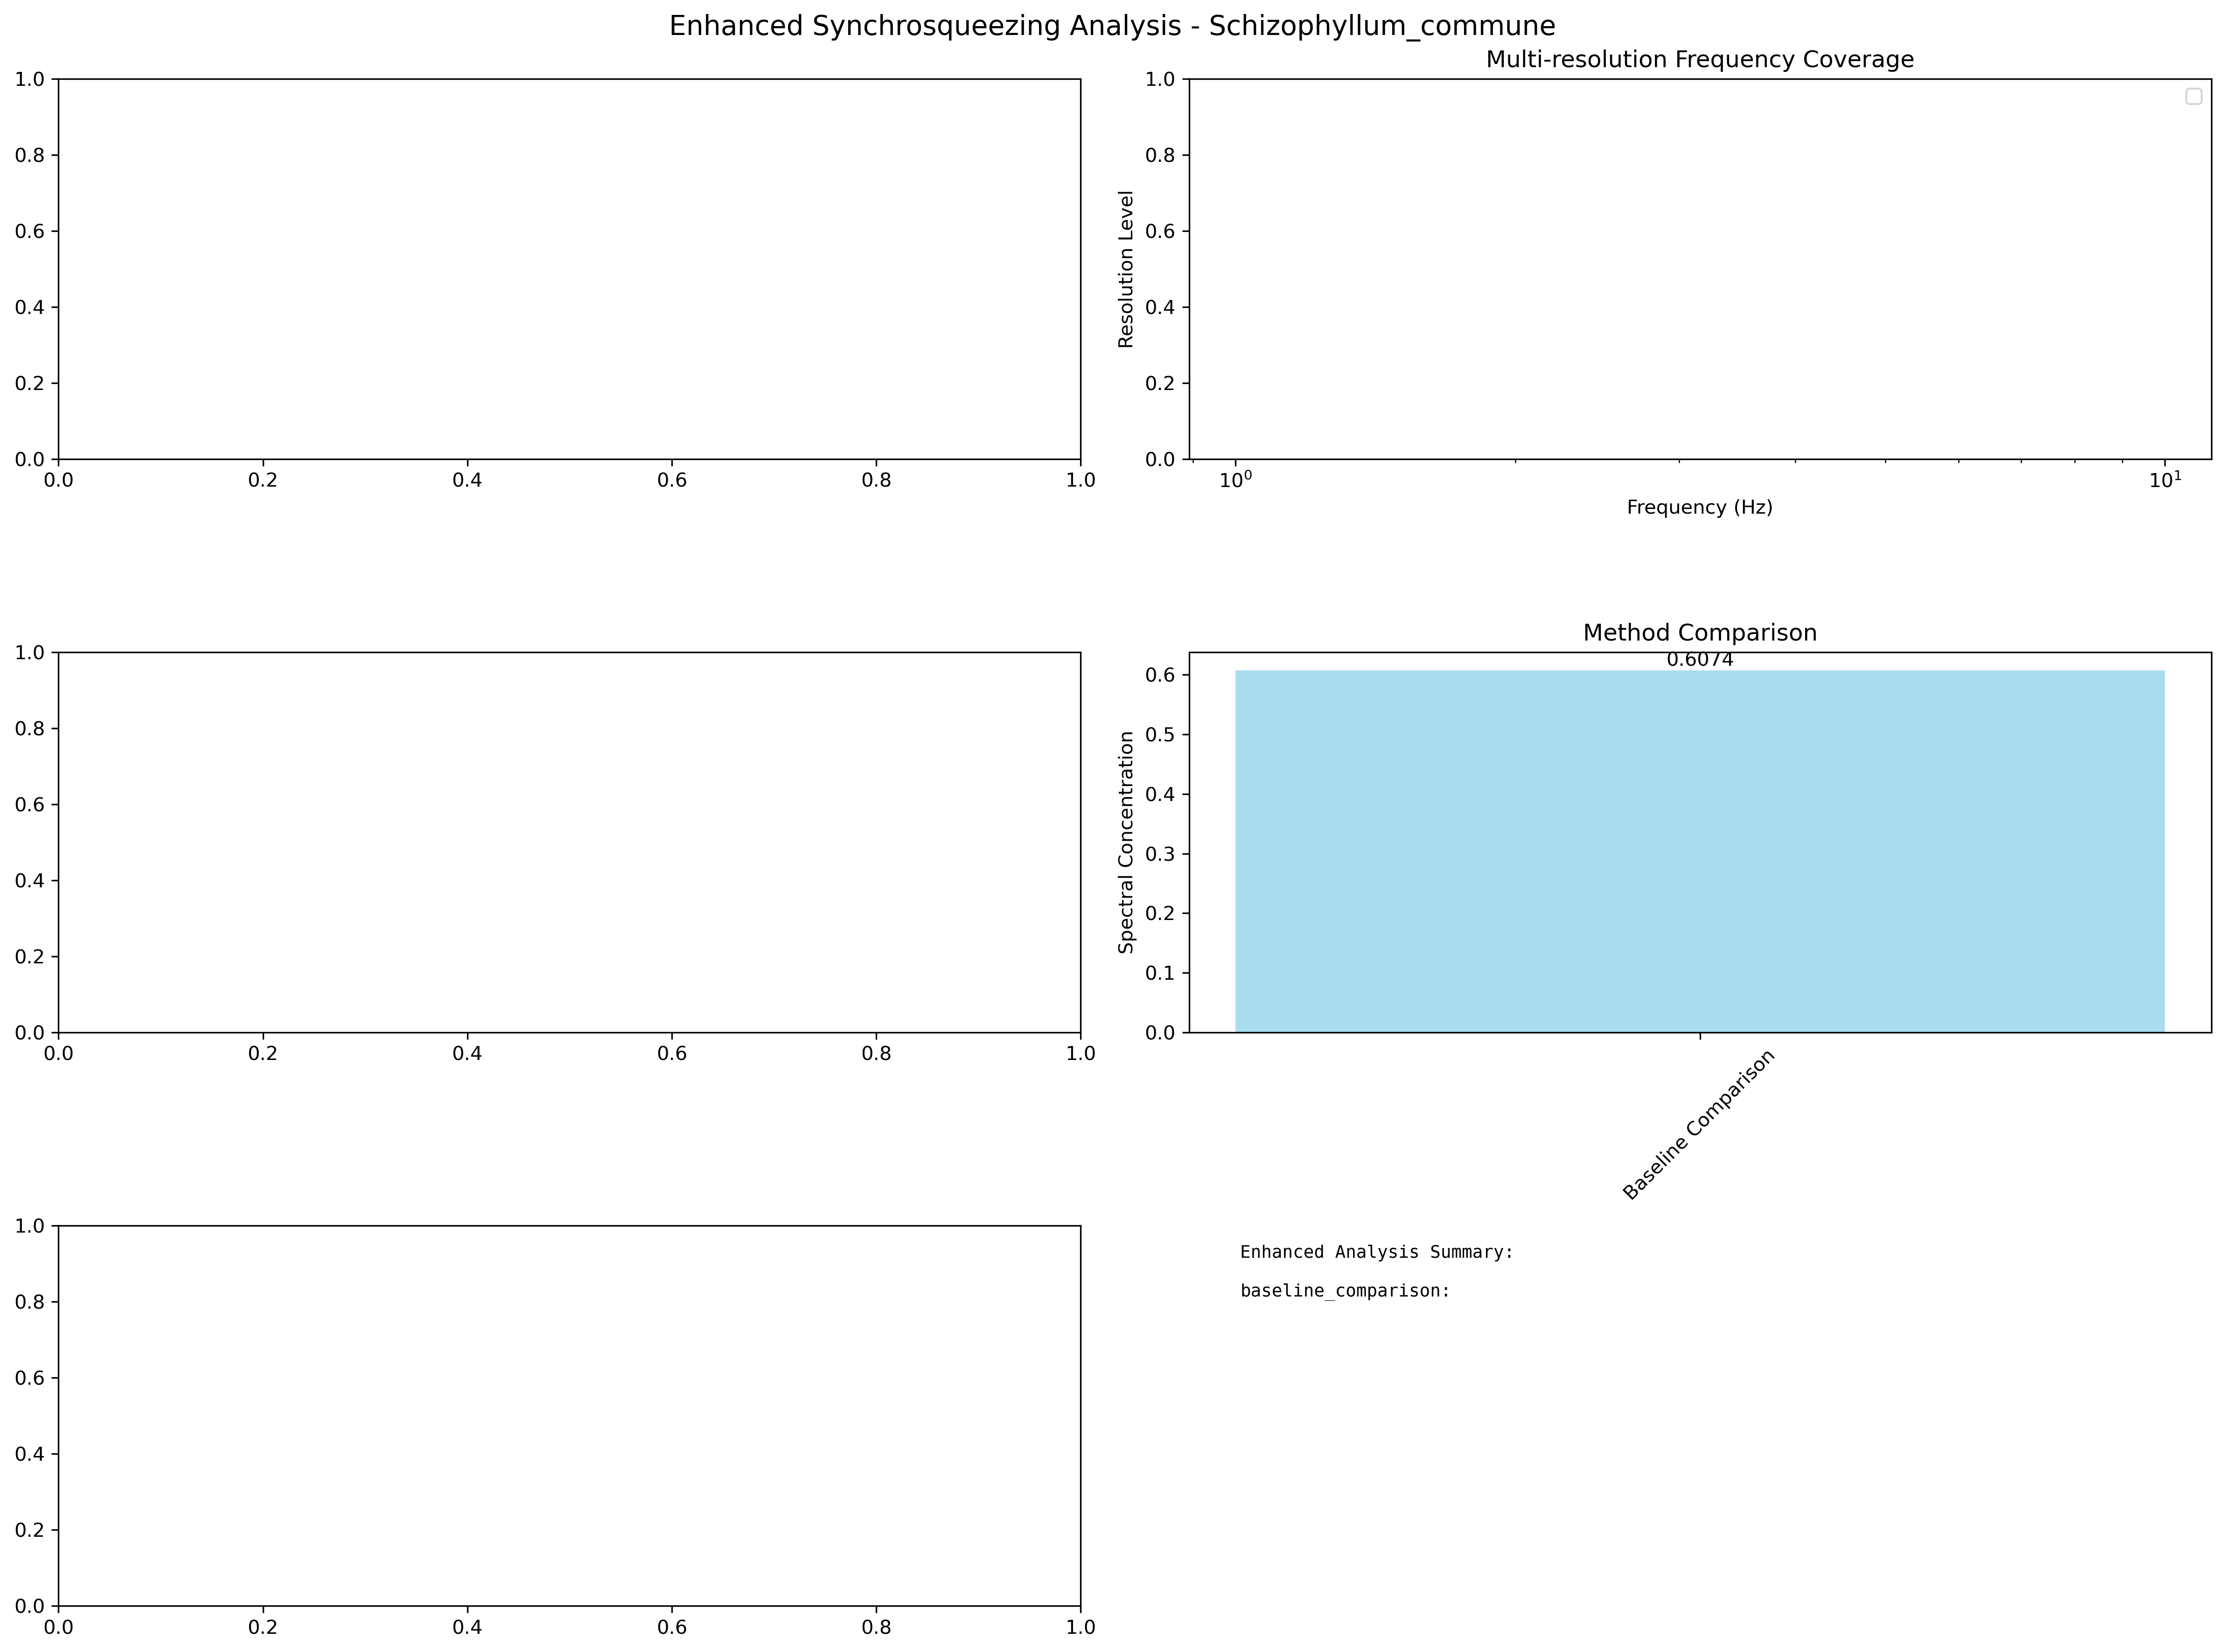 Enhanced Synchrosqueezing Analysis - Schizophyllum_commune
1.0
0.8
0.6
0.4
0.2
0.0
0.0 0.2 0.4 0.6 0.8 1.0
Multi-resolution Frequency Coverage
Resolution Level
1.0
0.8
0.6
0.4
0.2
0.0
10⁰ 10¹
Frequency (Hz)
1.0
0.8
0.6
0.4
0.2
0.0
0.0 0.2 0.4 0.6 0.8 1.0
Method Comparison
0.6074
Spectral Concentration
0.6
0.5
0.4
0.3
0.2
0.1
0.0
Baseline Comparison
1.0
0.8
0.6
0.4
0.2
0.0
0.0 0.2 0.4 0.6 0.8 1.0
Enhanced Analysis Summary:
baseline_comparison: